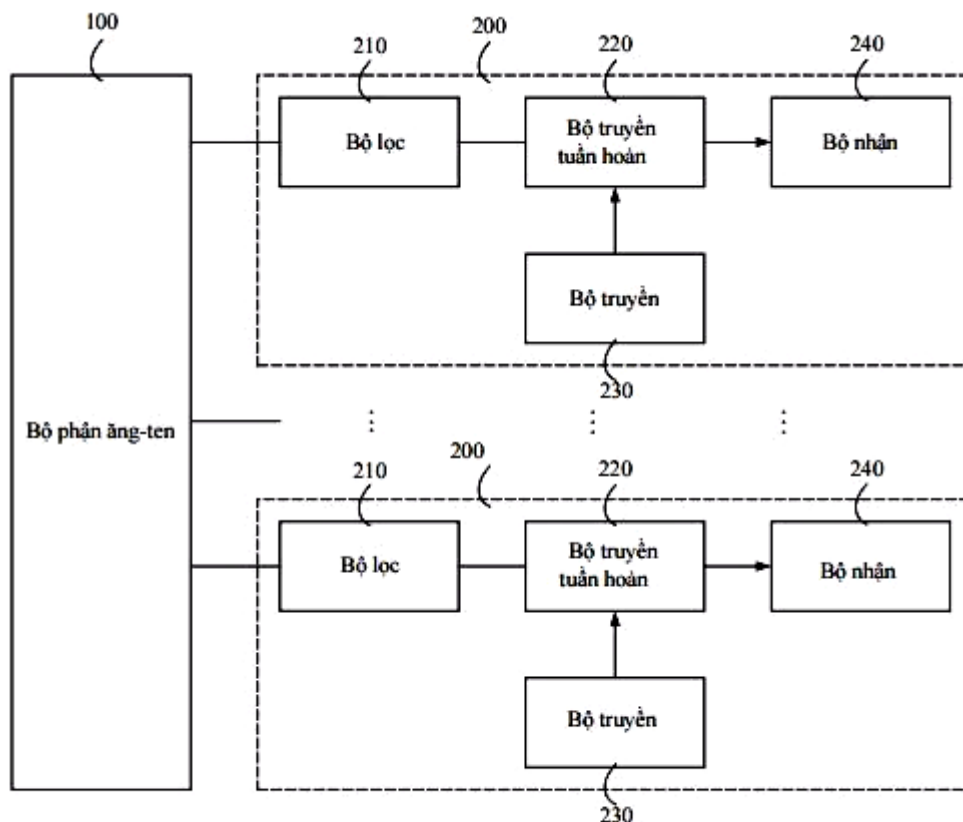 100
210
200
220
240
Bộ lọc
Bộ truyền
tuần hoàn
Bộ nhận
Bộ truyền
230
Bộ phận ăng-ten
210
200
220
240
Bộ lọc
Bộ truyền
tuần hoàn
Bộ nhận
Bộ truyền
230